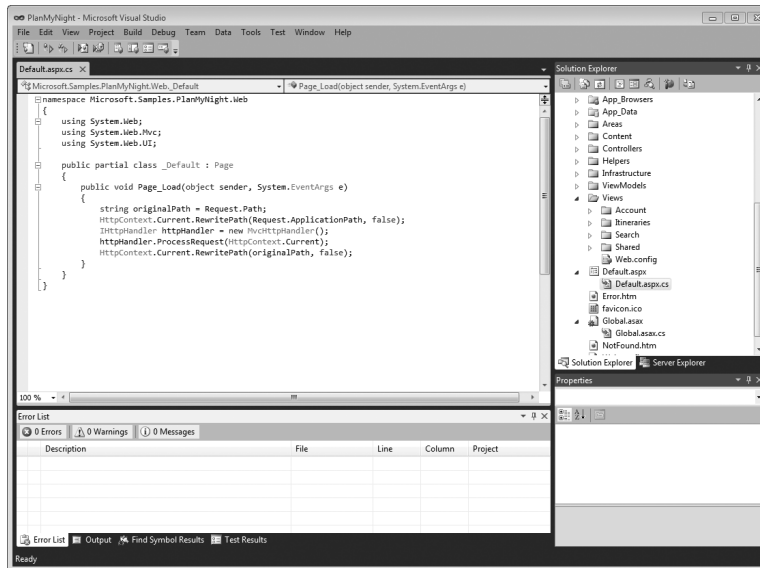 PlanMyNight - Microsoft Visual Studio
File Edit View Project Build Debug Team Data Tools Test Window Help
Default.aspx.cs
Microsoft.Samples.PlanMyNight.Web._Default
Page_Load(object sender, System.EventArgs e)
namespace Microsoft.Samples.PlanMyNight.Web
{
using System.Web;
using System.Web.Mvc;
using System.Web.UI;
public partial class _Default : Page
{
public void Page_Load(object sender, System.EventArgs e)
{
string originalPath = Request.Path;
HttpContext.Current.RewritePath(Request.ApplicationPath, false);
IHttpHandler httpHandler = new MvcHttpHandler();
httpHandler.ProcessRequest(HttpContext.Current);
HttpContext.Current.RewritePath(originalPath, false);
}
}
}
100 %
Solution Explorer
App_Browsers
App_Data
Areas
Content
Controllers
Helpers
Infrastructure
ViewModels
Views
Account
Itineraries
Search
Shared
Web.config
Default.aspx
Default.aspx.cs
Error.htm
favicon.ico
Global.asax
Global.asax.cs
NotFound.htm
Solution Explorer Server Explorer
Properties
Error List
0 Errors 0 Warnings 0 Messages
Description File Line Column Project
Error List Output Find Symbol Results Test Results
Ready